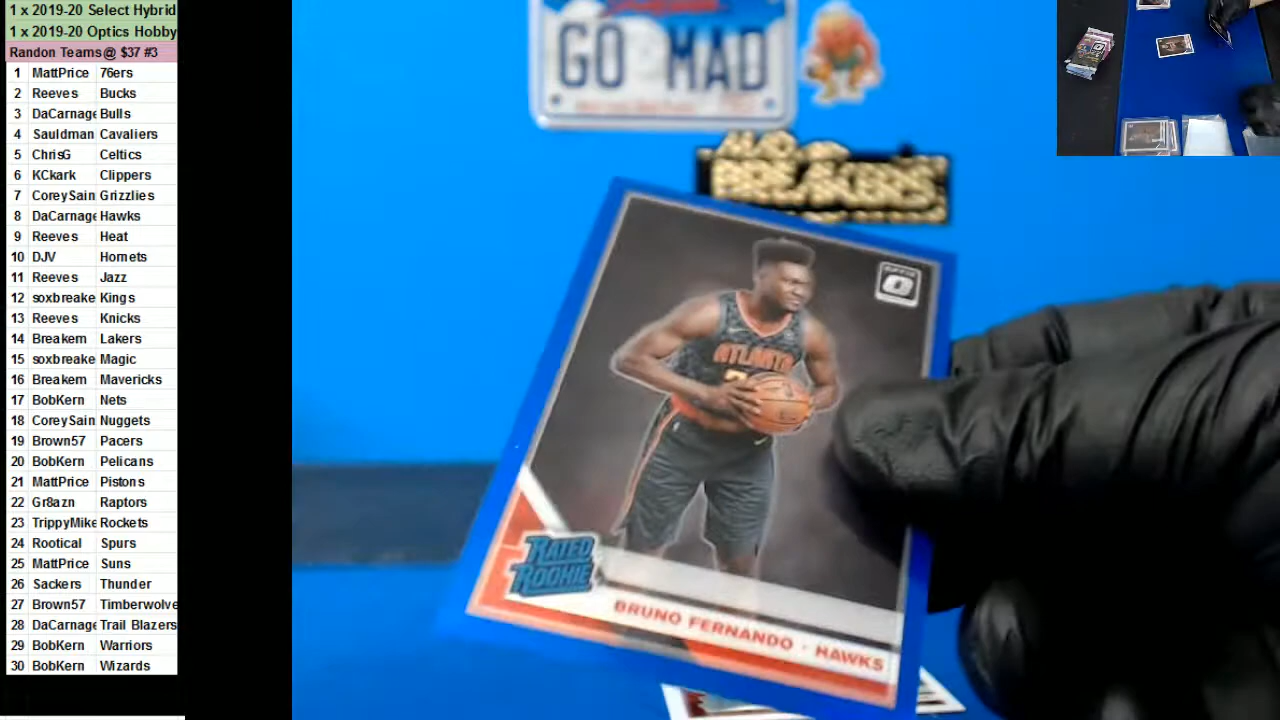 1 x 2019-20 Select Hybrid
1 x 2019-20 Optics Hobby
Randon Teams@ $37 #3
1 MattPrice 76ers
2 Reeves Bucks
3 DaCarnage Bulls
4 Sauldman Cavaliers
5 ChrisG Celtics
6 KCkark Clippers
7 CoreySain Grizzlies
8 DaCarnage Hawks
9 Reeves Heat
10 DJV Hornets
11 Reeves Jazz
12 soxbreake Kings
13 Reeves Knicks
14 Breakem Lakers
15 soxbreake Magic
16 Breakem Mavericks
17 BobKern Nets
18 CoreySain Nuggets
19 Brown57 Pacers
20 BobKern Pelicans
21 MattPrice Pistons
22 Gr8azn Raptors
23 TrippyMike Rockets
24 Rootical Spurs
25 MattPrice Suns
26 Sackers Thunder
27 Brown57 Timberwolve
28 DaCarnage Trail Blazers
29 BobKern Warriors
30 BobKern Wizards
GO MAD
ATLANTA
RATED
ROOKIE
BRUNO FERNANDO · HAWKS